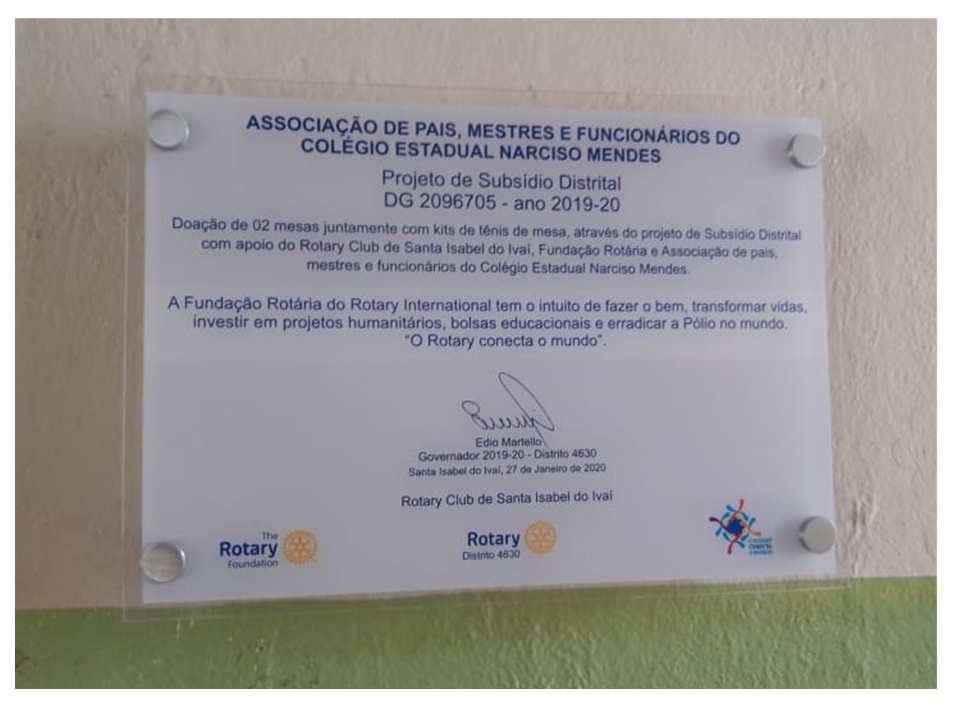 ASSOCIAÇÃO DE PAIS, MESTRES E FUNCIONÁRIOS DO
COLÉGIO ESTADUAL NARCISO MENDES
Projeto de Subsídio Distrital
DG 2096705 - ano 2019-20
Doação de 02 mesas juntamente com kits de tênis de mesa, através do projeto de Subsídio Distrital
com apoio do Rotary Club de Santa Isabel do Ivaí, Fundação Rotária e Associação de pais,
mestres e funcionários do Colégio Estadual Narciso Mendes.
A Fundação Rotária do Rotary International tem o intuito de fazer o bem, transformar vidas,
investir em projetos humanitários, bolsas educacionais e erradicar a Pólio no mundo.
"O Rotary conecta o mundo".
Edio Martello
Governador 2019-20 - Distrito 4630
Santa Isabel do Ivaí, 27 de Janeiro de 2020
Rotary Club de Santa Isabel do Ivaí
The
Rotary
Foundation
Rotary
Distrito 4630
CONECTA
O MUNDO